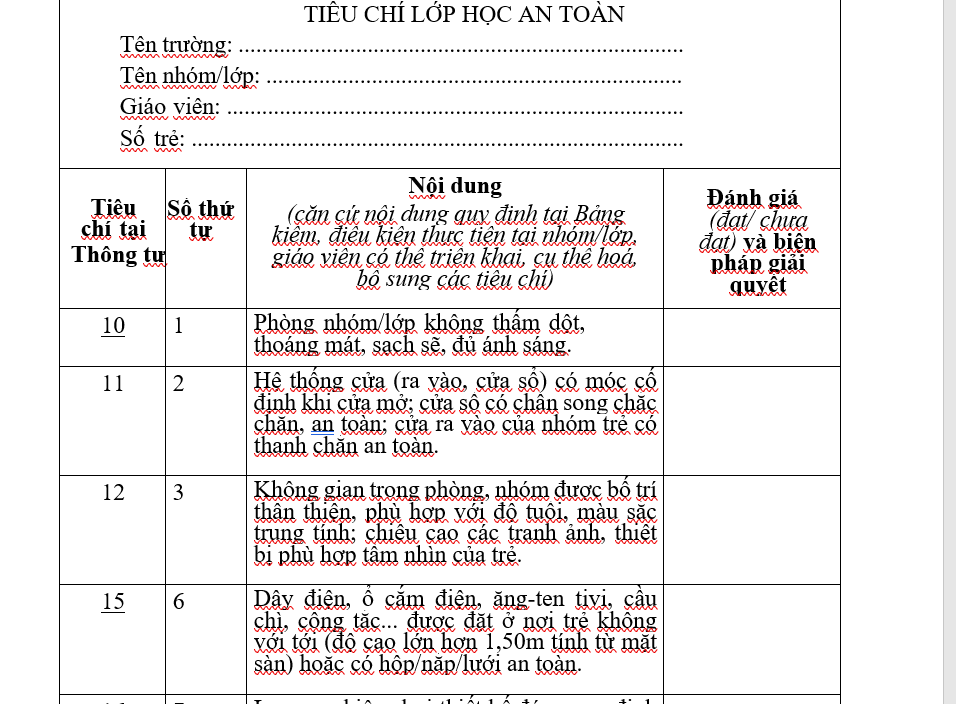 TIÊU CHÍ LỚP HỌC AN TOÀN
Tên trường: ...........................................................................
Tên nhóm/lớp: ......................................................................
Giáo viên: .............................................................................
Số trẻ: ...................................................................................
Tiêu
chí tại
Thông tư
Số thứ
tự
Nội dung
(căn cứ nội dung quy định tại Bảng
kiểm, điều kiện thực tiễn tại nhóm/lớp,
giáo viên có thể triển khai, cụ thể hoá,
bổ sung các tiêu chí)
Đánh giá
(đạt/ chưa
đạt) và biện
pháp giải
quyết
10
1
Phòng nhóm/lớp không thấm dột,
thoáng mát, sạch sẽ, đủ ánh sáng.
11
2
Hệ thống cửa (ra vào, cửa sổ) có móc cố
định khi cửa mở; cửa sổ có chấn song chắc
chắn, an toàn; cửa ra vào của nhóm trẻ có
thanh chắn an toàn.
12
3
Không gian trong phòng, nhóm được bố trí
thân thiện, phù hợp với độ tuổi, màu sắc
trung tính; chiều cao các tranh ảnh, thiết
bị phù hợp tầm nhìn của trẻ.
15
6
Dây điện, ổ cắm điện, ăng-ten tivi, cầu
chì, công tắc... được đặt ở nơi trẻ không
với tới (độ cao lớn hơn 1,50m tính từ mặt
sàn) hoặc có hộp/nắp/lưới an toàn.